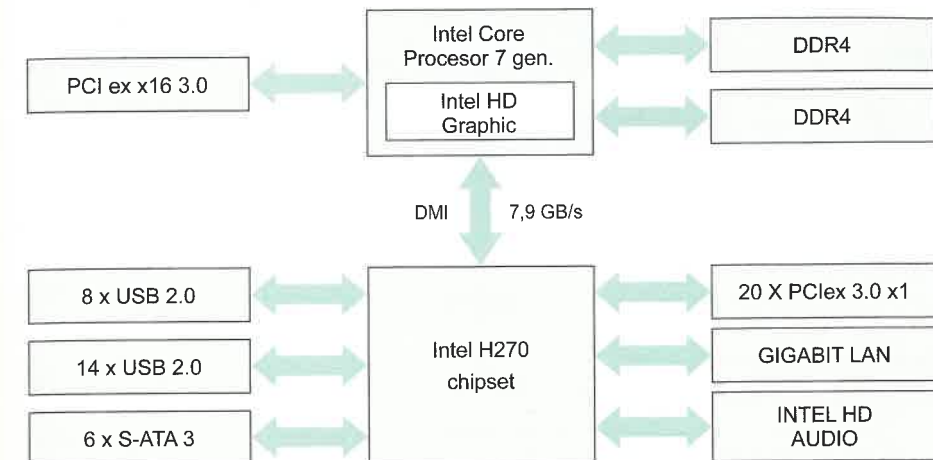 Intel Core
Procesor 7 gen.
Intel HD
Graphic
PCI ex x16 3.0
DDR4
DDR4
DMI
7,9 GB/s
8 x USB 2.0
14 x USB 2.0
6 x S-ATA 3
Intel H270
chipset
20 X PCIex 3.0 x1
GIGABIT LAN
INTEL HD
AUDIO